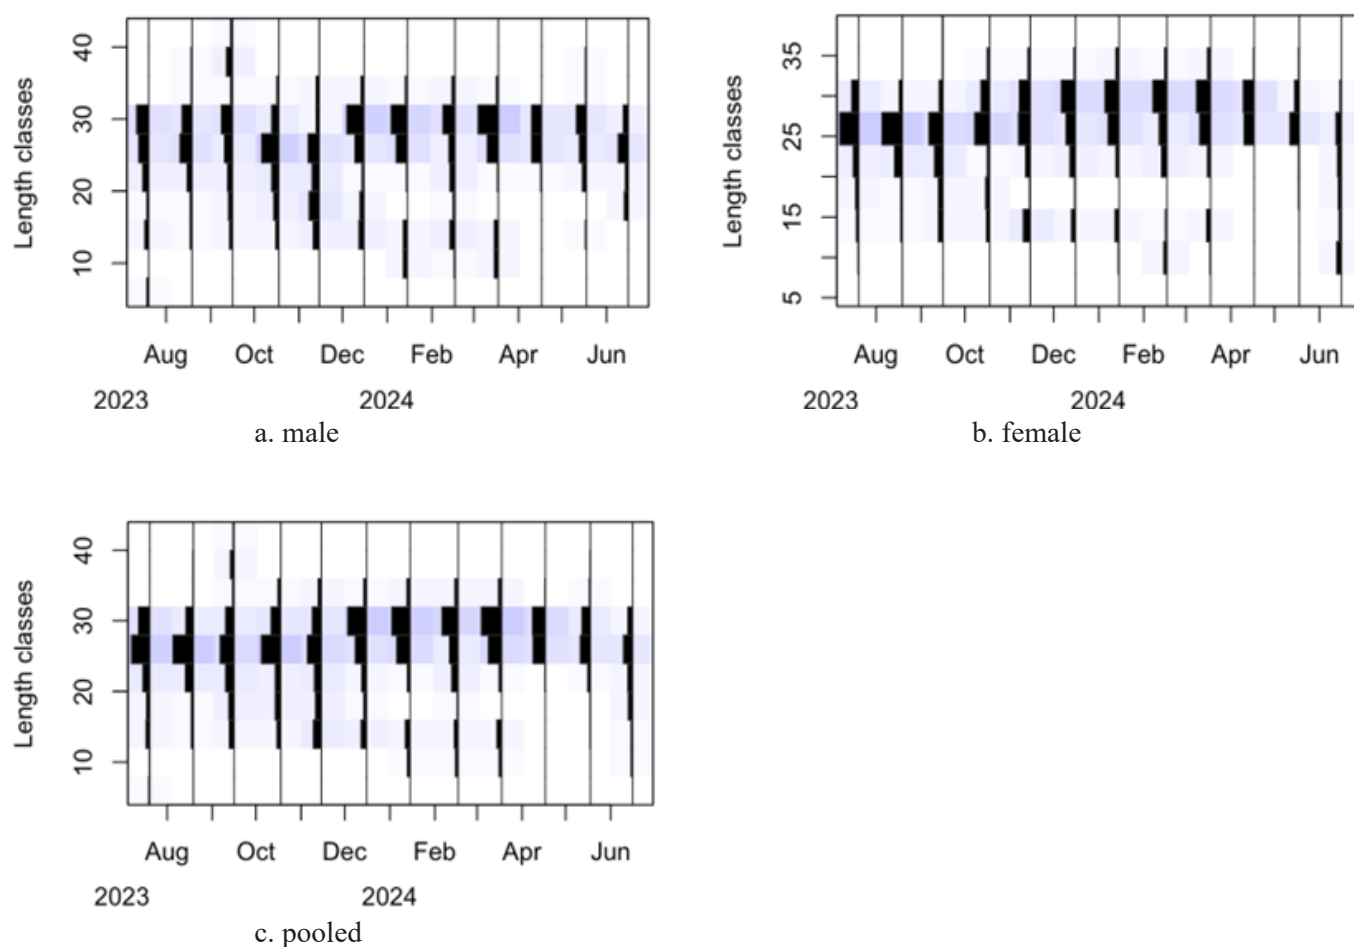 Length classes
40
30
20
10
Aug Oct Dec Feb Apr Jun
2023 2024
a. male
Length classes
35
25
15
5
Aug Oct Dec Feb Apr Jun
2023 2024
b. female
Length classes
40
30
20
10
Aug Oct Dec Feb Apr Jun
2023 2024
c. pooled